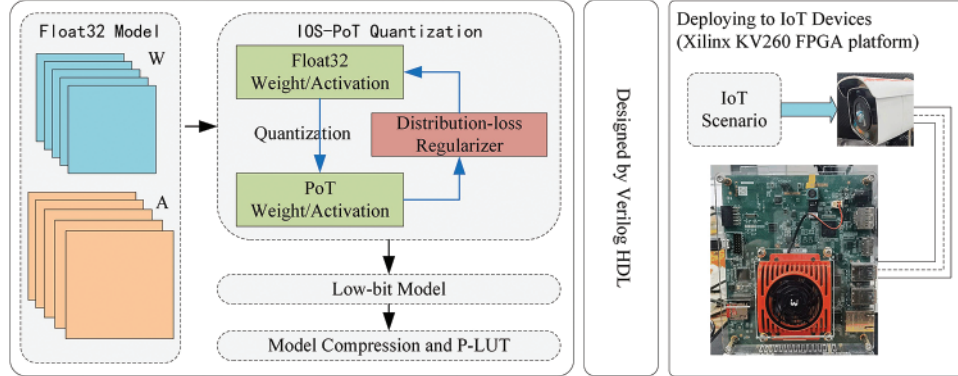 Float32 Model
W
A
IOS-PoT Quantization
Float32
Weight/Activation
Quantization
Distribution-loss
Regularizer
PoT
Weight/Activation
Low-bit Model
Model Compression and P-LUT
Designed by Verilog HDL
Deploying to IoT Devices
(Xilinx KV260 FPGA platform)
IoT
Scenario